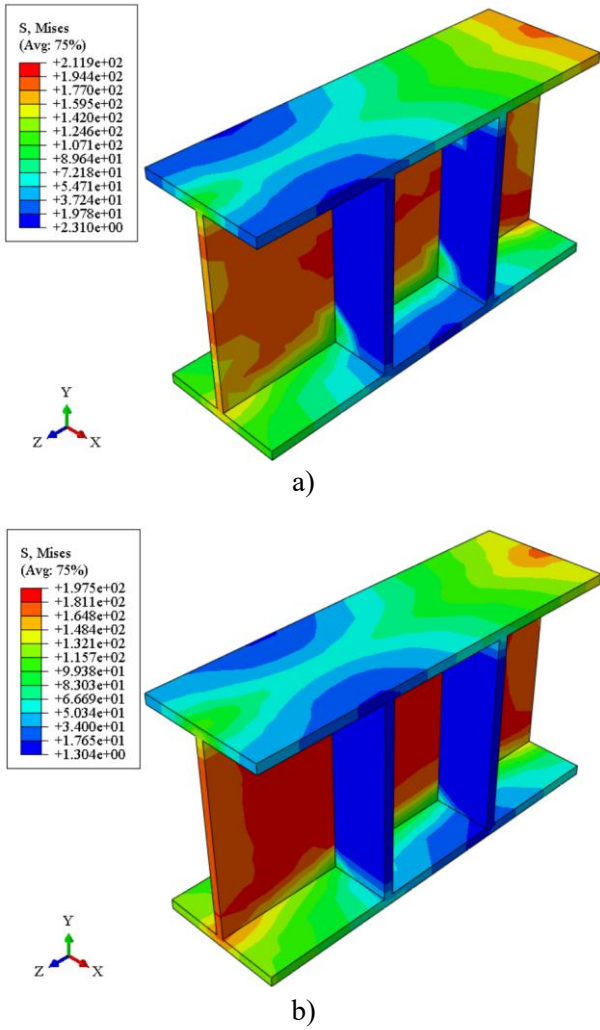 S, Mises
(Avg: 75%)
+2.119e+02
+1.944e+02
+1.770e+02
+1.595e+02
+1.420e+02
+1.246e+02
+1.071e+02
+8.964e+01
+7.218e+01
+5.471e+01
+3.724e+01
+1.978e+01
+2.310e+00
Y
Z
X
a)
S, Mises
(Avg: 75%)
+1.975e+02
+1.811e+02
+1.648e+02
+1.484e+02
+1.321e+02
+1.157e+02
+9.938e+01
+8.303e+01
+6.669e+01
+5.034e+01
+3.400e+01
+1.765e+01
+1.304e+00
Y
Z
X
b)